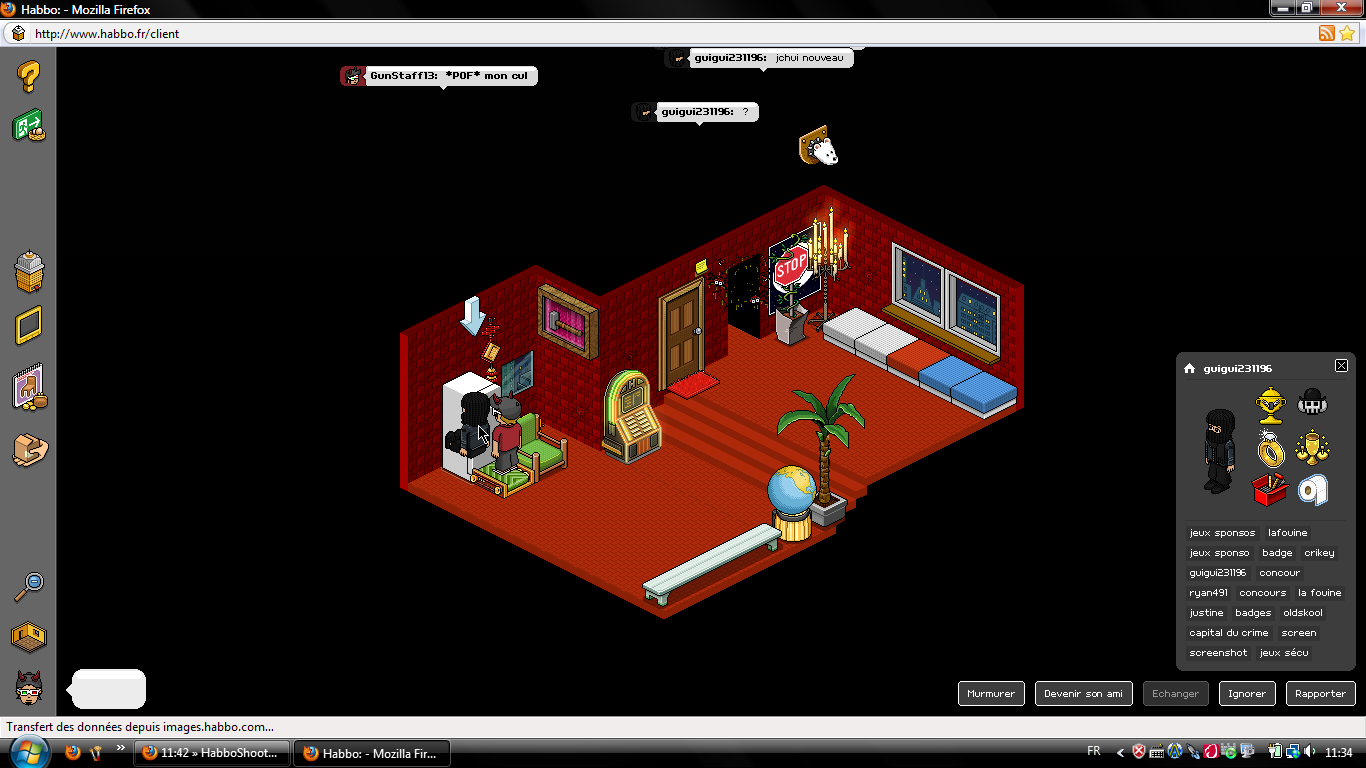 Habbo: - Mozilla Firefox
http://www.habbo.fr/client
guigui231196: jchui nouveau
GunStaff13: *POF* mon cul
guigui231196: ?
STOP
guigui231196
jeux sponsos lafouine
jeux sponso badge crikey
guigui231196 concour
ryan491 concours la fouine
justine badges oldskool
capital du crime screen
screenshot jeux sécu
Murmurer Devenir son ami Echanger Ignorer Rapporter
Transfert des données depuis images.habbo.com...
11:42 » HabboShoot... Habbo: - Mozilla Fir... FR 11:34